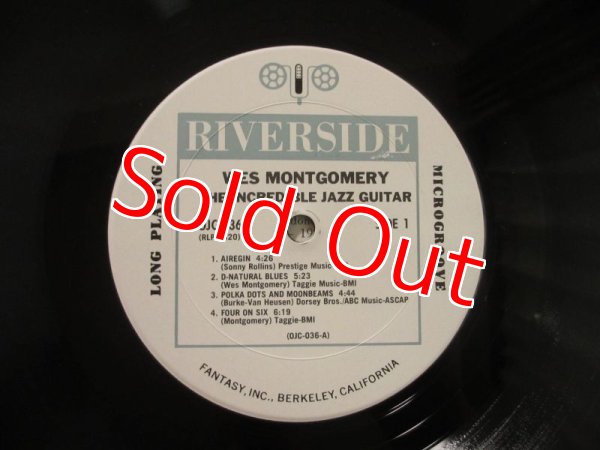 RIVERSIDE
WES MONTGOMERY
INCREDIBLE JAZZ GUITAR
SIDE 1
Sold Out
1. AIREGIN 4:26
(Sonny Rollins) Prestige Music
2. D-NATURAL BLUES 5:23
(Wes Montgomery) Taggie Music-BMI
3. POLKA DOTS AND MOONBEAMS 4:44
(Burke-Van Heusen) Dorsey Bros./ABC Music-ASCAP
4. FOUR ON SIX 6:19
(Montgomery) Taggie-BMI
(OJC-036-A)
LONG PLAYING
MICROGROOVE
FANTASY, INC., BERKELEY, CALIFORNIA